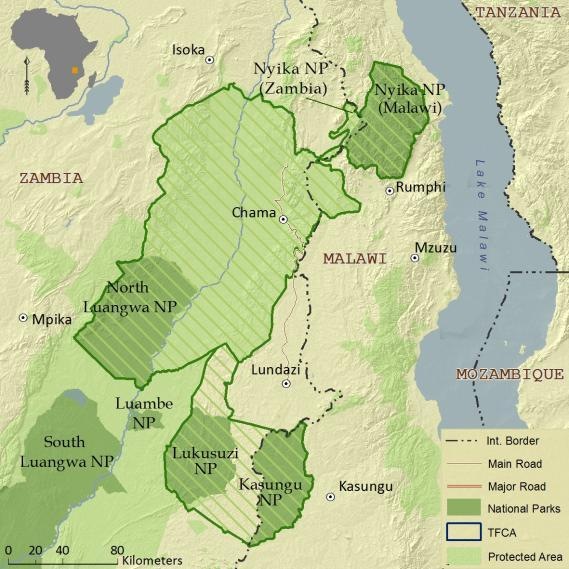 TANZANIA
Isoka
Nyika NP
(Zambia)
Nyika NP
(Malawi)
ZAMBIA
Rumphi
Lake Malawi
Chama
Mzuzu
MALAWI
North
Luangwa NP
Mpika
Lundazi
MOZAMBIQUE
Luambe
NP
South
Luangwa NP
Lukusuzi
NP
Kasungu
NP
Kasungu
Int. Border
Main Road
Major Road
National Parks
TFCA
Protected Area
0 20 40 80
Kilometers